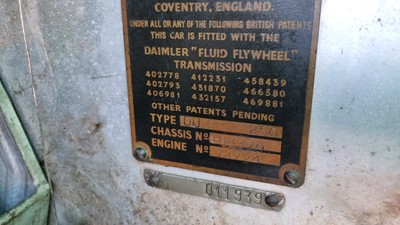 COVENTRY, ENGLAND.
UNDER ALL OR ANY OF THE FOLLOWING BRITISH PATENTS
THIS CAR IS FITTED WITH THE
DAIMLER "FLUID FLYWHEEL"
TRANSMISSION
402778 412231 458439
402793 431870 466580
406981 432157 469881
OTHER PATENTS PENDING
TYPE
CHASSIS Nº
ENGINE Nº
011939